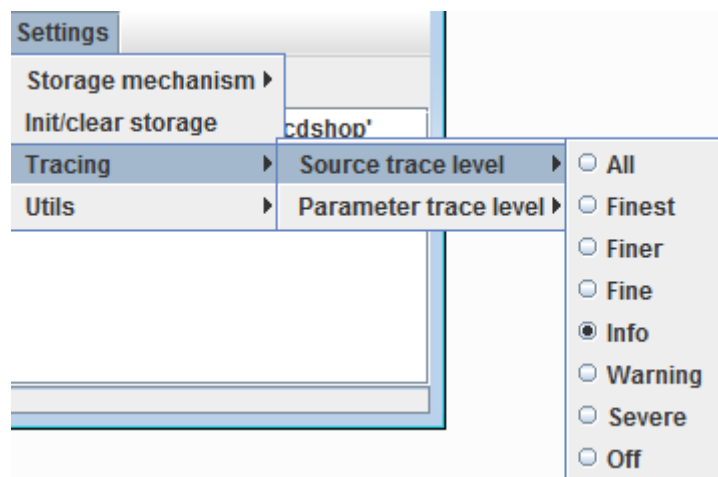 Settings
Storage mechanism
Init/clear storage
cdshop'
Tracing
Utils
Source trace level
Parameter trace level
All
Finest
Finer
Fine
Info
Warning
Severe
Off